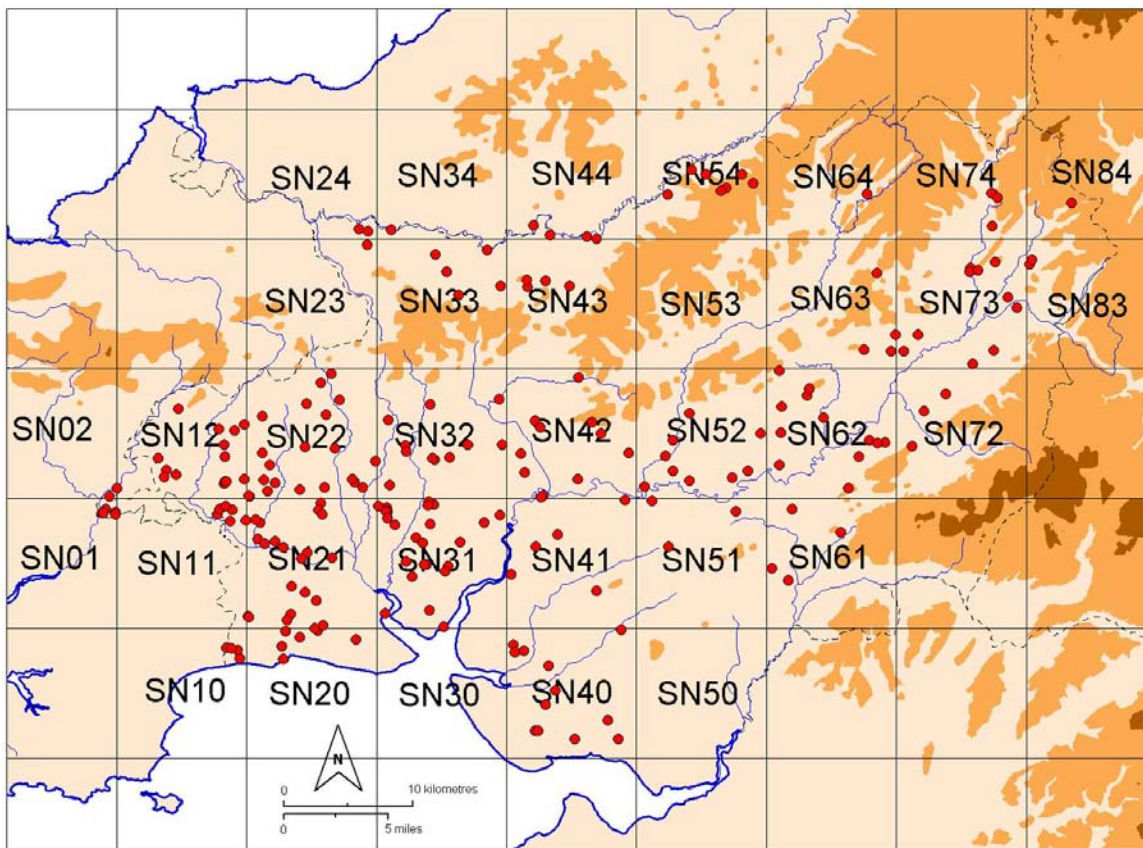 SN24 SN34 SN44 SN54 SN64 SN74 SN84
SN23 SN33 SN43 SN53 SN63 SN73 SN83
SN02 SN12 SN22 SN32 SN42 SN52 SN62 SN72
SN01 SN11 SN21 SN31 SN41 SN51 SN61
SN10 SN20 SN30 SN40 SN50
N
0 10 kilometres
0 5 miles